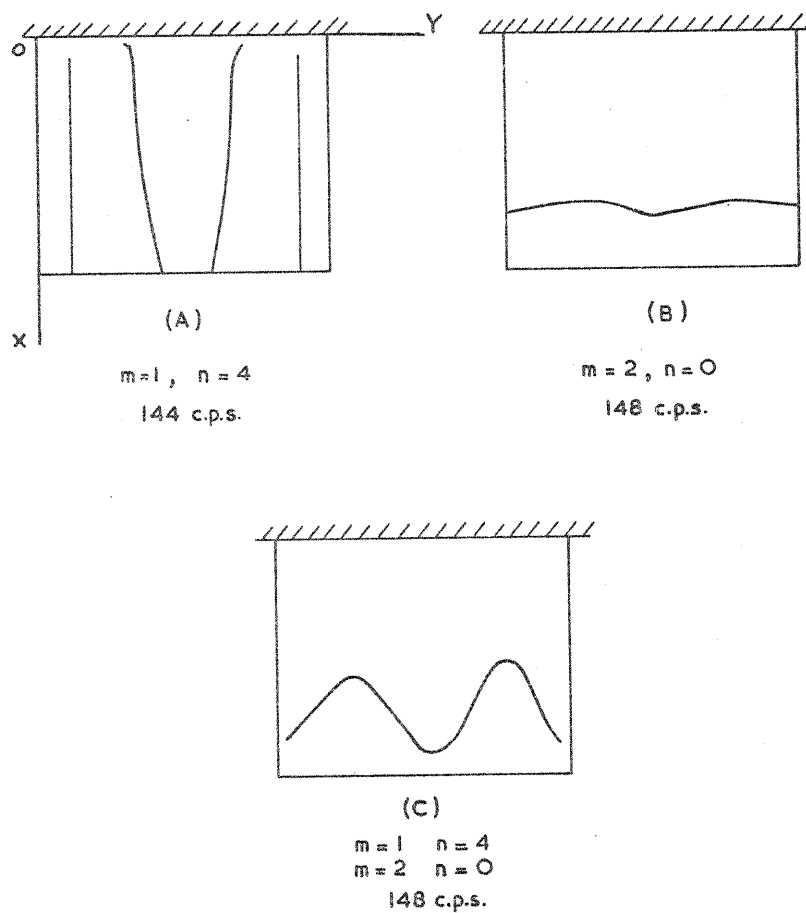 O
Y
X
(A)
m=1, n=4
144 c.p.s.
(B)
m=2, n=0
148 c.p.s.
(C)
m=1 n=4
m=2 n=0
148 c.p.s.